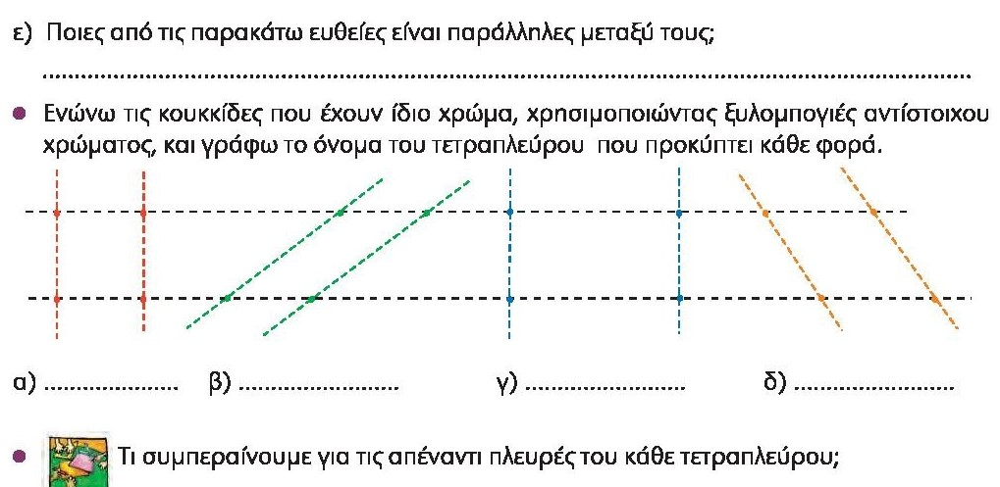 ε) Ποιες από τις παρακάτω ευθείες είναι παράλληλες μεταξύ τους;
..........................................................................................................................................
● Ενώνω τις κουκκίδες που έχουν ίδιο χρώμα, χρησιμοποιώντας ξυλομπογιές αντίστοιχου
χρώματος, και γράφω το όνομα του τετραπλεύρου που προκύπτει κάθε φορά.
α) .................... β) ........................ γ) ........................ δ) ........................
● Τι συμπεραίνουμε για τις απέναντι πλευρές του κάθε τετραπλεύρου;